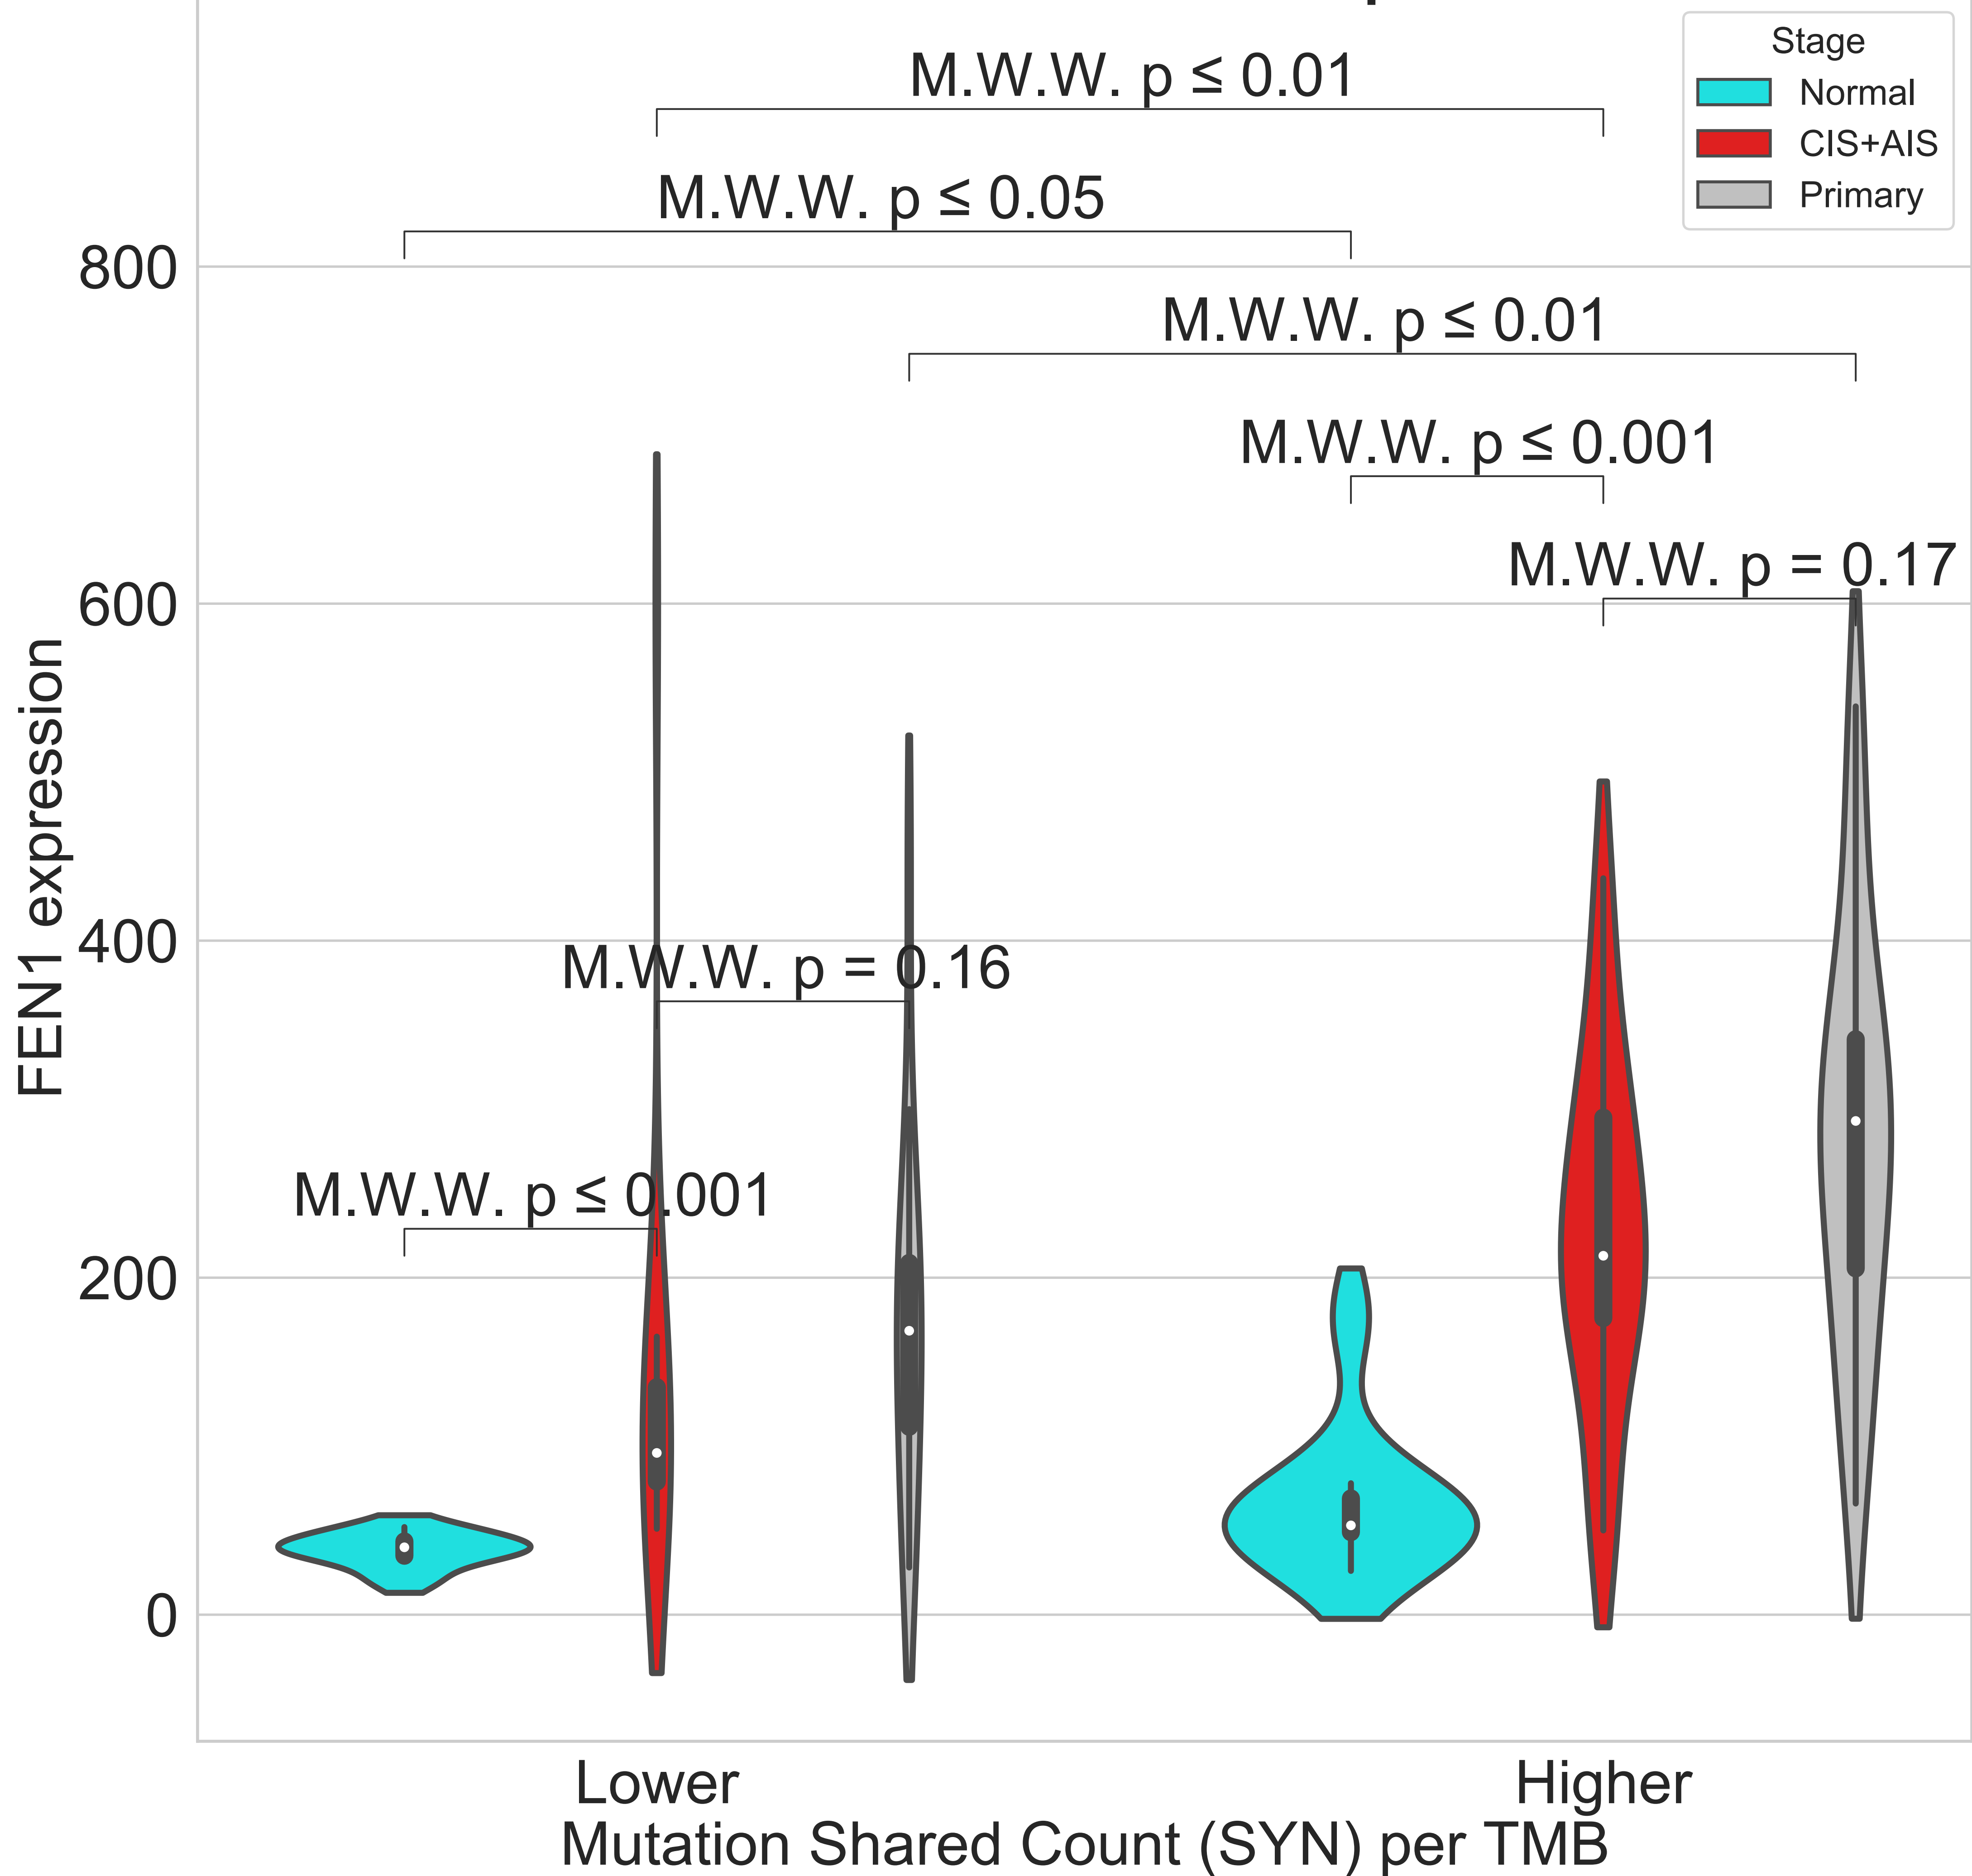 Stage
Normal
CIS+AIS
Primary
M.W.W. p ≤ 0.01
M.W.W. p ≤ 0.05
M.W.W. p ≤ 0.01
M.W.W. p ≤ 0.001
M.W.W. p = 0.17
M.W.W. p = 0.16
M.W.W. p ≤ 0.001
800
600
400
200
0
FEN1 expression
Lower
Higher
Mutation Shared Count (SYN) per TMB